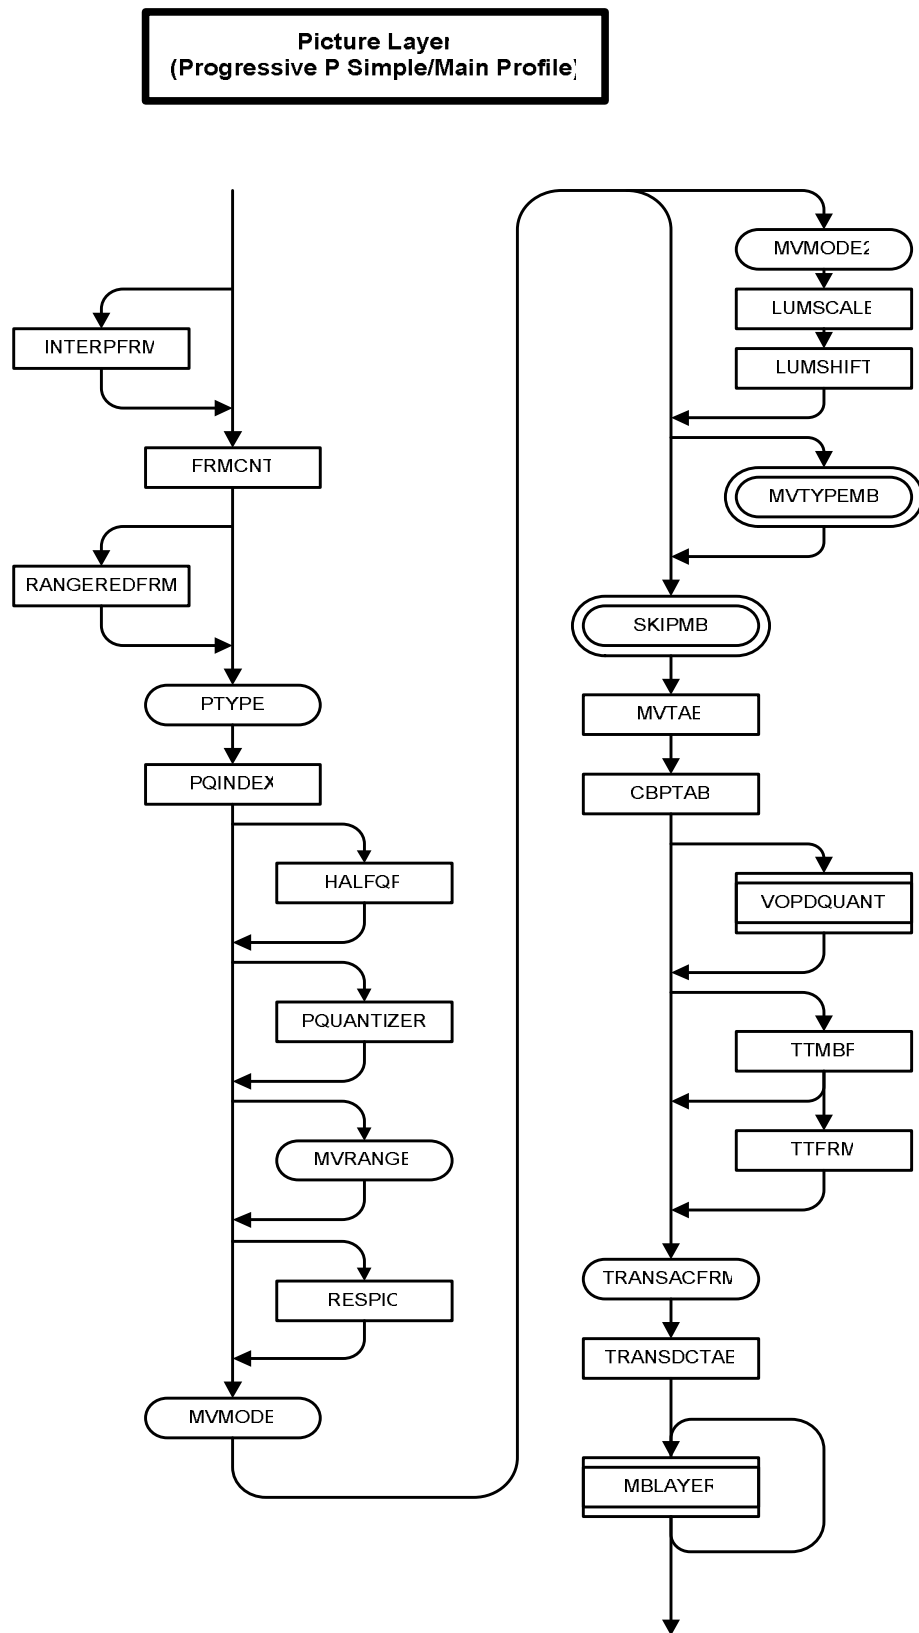 Picture Layer
(Progressive P Simple/Main Profile)
INTERPFRM
FRMCNT
RANGEREDFRM
PTYPE
PQINDEX
HALFQP
PQUANTIZER
MVRANGE
RESPIC
MVMODE
MVMODE2
LUMSCALE
LUMSHIFT
MVTYPEMB
SKIPMB
MVTAB
CBPTAB
VOPDQUANT
TTMBF
TTFRM
TRANSACFRM
TRANSDCTAB
MBLAYER